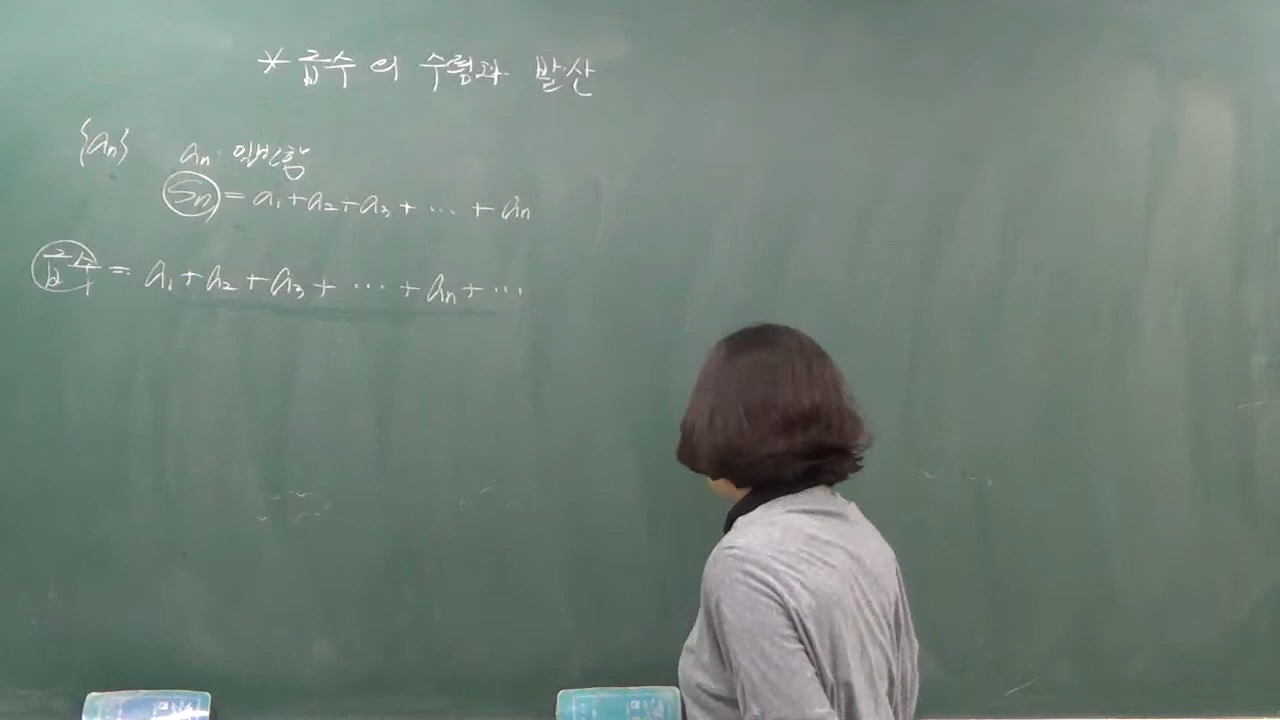 * 급수의 수렴과 발산
{aₙ} aₙ 일반항
Sₙ = a₁ + a₂ + a₃ + ⋯ + aₙ
급수 = a₁ + a₂ + a₃ + ⋯ + aₙ + ⋯